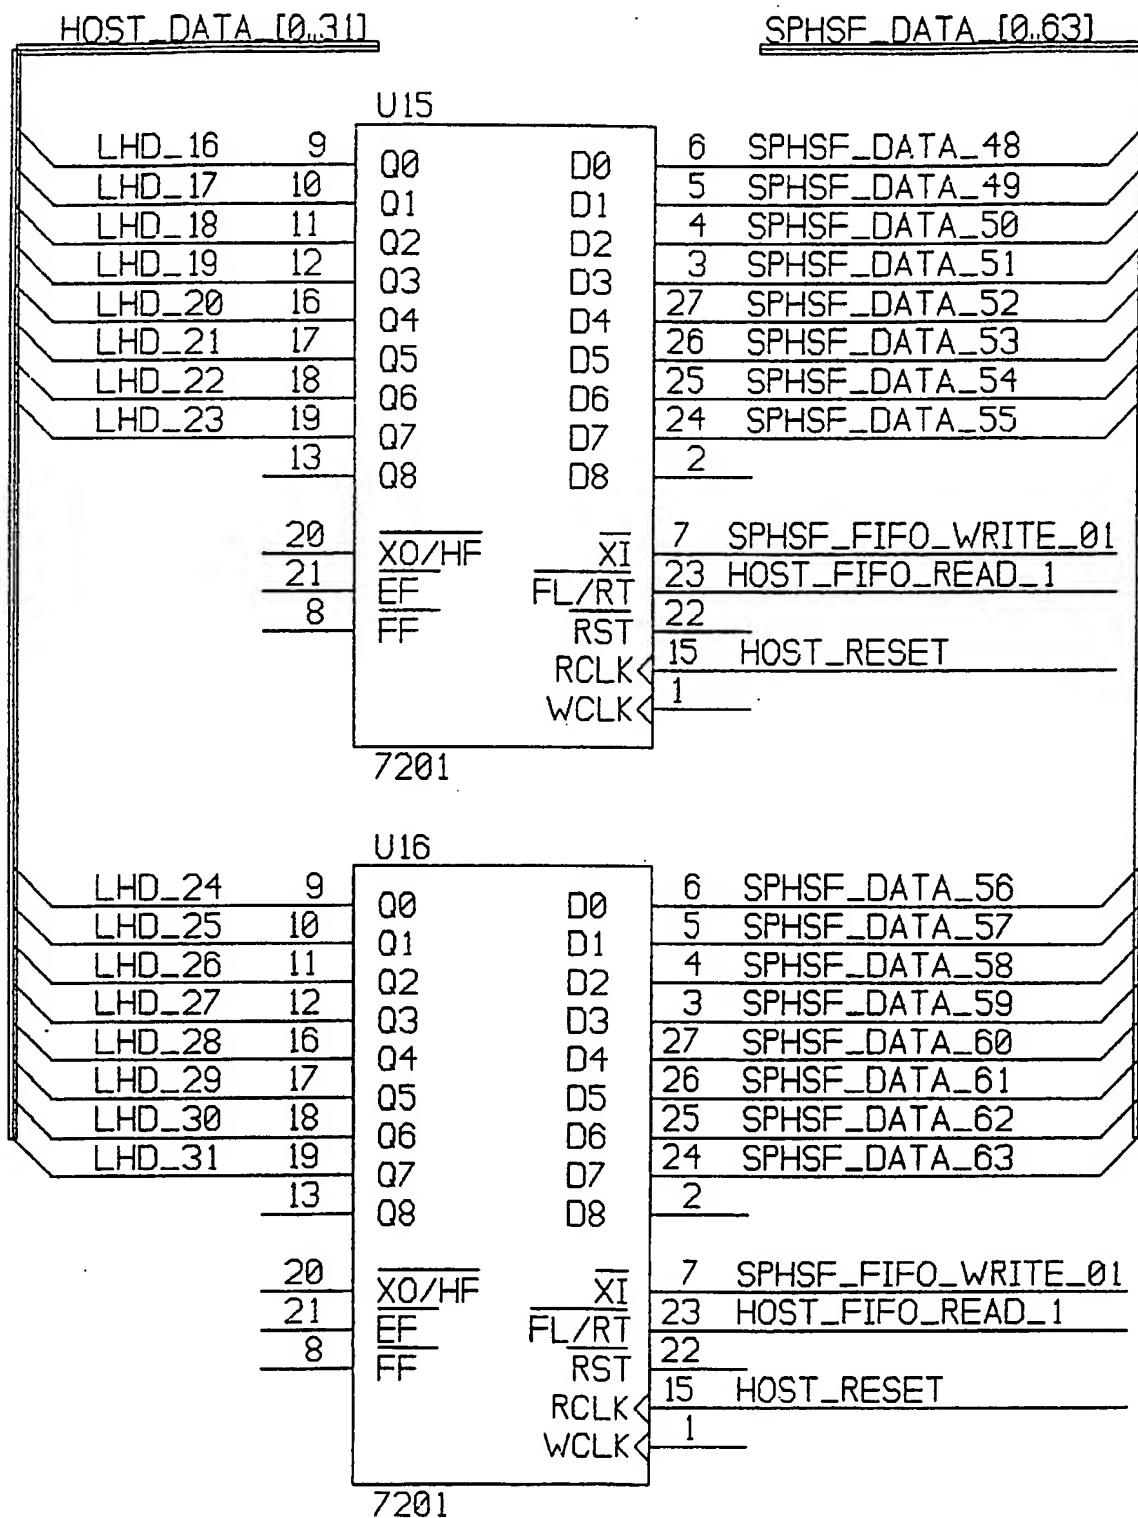 HOST_DATA_[0..31] SPHSF_DATA_[0..63]
U15
LHD_16 9 Q0 D0 6 SPHSF_DATA_48
LHD_17 10 Q1 D1 5 SPHSF_DATA_49
LHD_18 11 Q2 D2 4 SPHSF_DATA_50
LHD_19 12 Q3 D3 3 SPHSF_DATA_51
LHD_20 16 Q4 D4 27 SPHSF_DATA_52
LHD_21 17 Q5 D5 26 SPHSF_DATA_53
LHD_22 18 Q6 D6 25 SPHSF_DATA_54
LHD_23 19 Q7 D7 24 SPHSF_DATA_55
13 Q8 D8 2
20 XO/HF XI 7 SPHSF_FIFO_WRITE_01
21 EF FL/RT 23 HOST_FIFO_READ_1
8 FF RST 22
RCLK 15 HOST_RESET
WCLK 1
7201
U16
LHD_24 9 Q0 D0 6 SPHSF_DATA_56
LHD_25 10 Q1 D1 5 SPHSF_DATA_57
LHD_26 11 Q2 D2 4 SPHSF_DATA_58
LHD_27 12 Q3 D3 3 SPHSF_DATA_59
LHD_28 16 Q4 D4 27 SPHSF_DATA_60
LHD_29 17 Q5 D5 26 SPHSF_DATA_61
LHD_30 18 Q6 D6 25 SPHSF_DATA_62
LHD_31 19 Q7 D7 24 SPHSF_DATA_63
13 Q8 D8 2
20 XO/HF XI 7 SPHSF_FIFO_WRITE_01
21 EF FL/RT 23 HOST_FIFO_READ_1
8 FF RST 22
RCLK 15 HOST_RESET
WCLK 1
7201